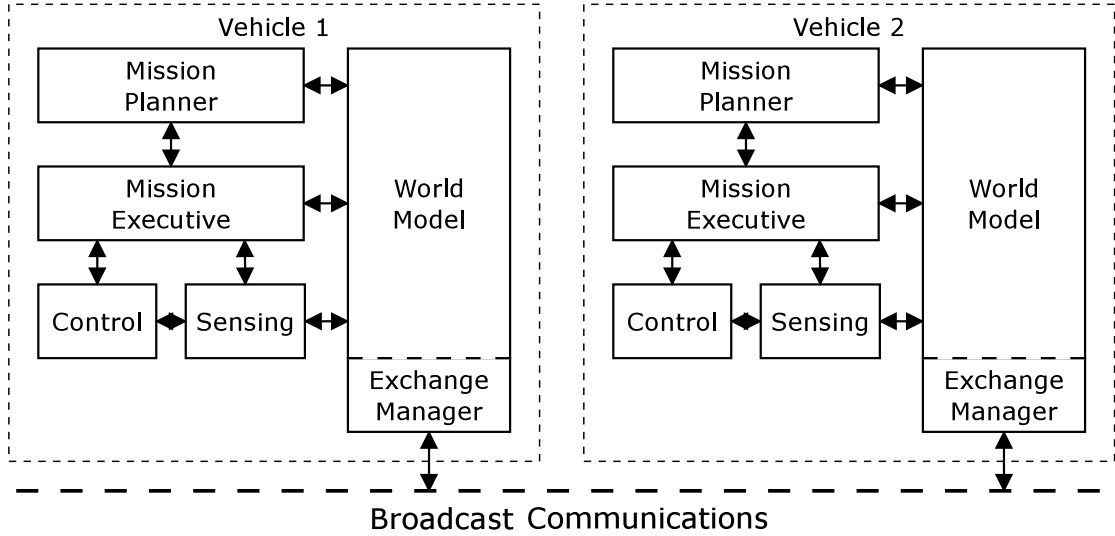 Vehicle 1
Mission
Planner
Mission
Executive
Control
Sensing
World
Model
Exchange
Manager
Vehicle 2
Mission
Planner
Mission
Executive
Control
Sensing
World
Model
Exchange
Manager
Broadcast Communications